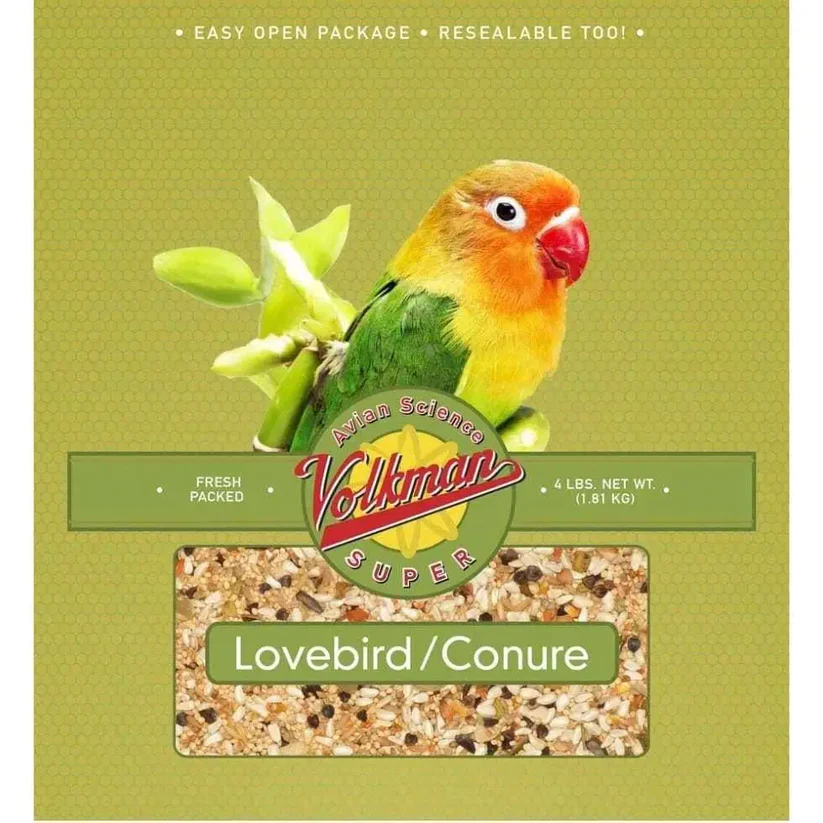 • EASY OPEN PACKAGE • RESEALABLE TOO! •
Avian Science
Volkman
SUPER
• FRESH
PACKED •
• 4 LBS. NET WT. •
(1.81 KG)
Lovebird/Conure